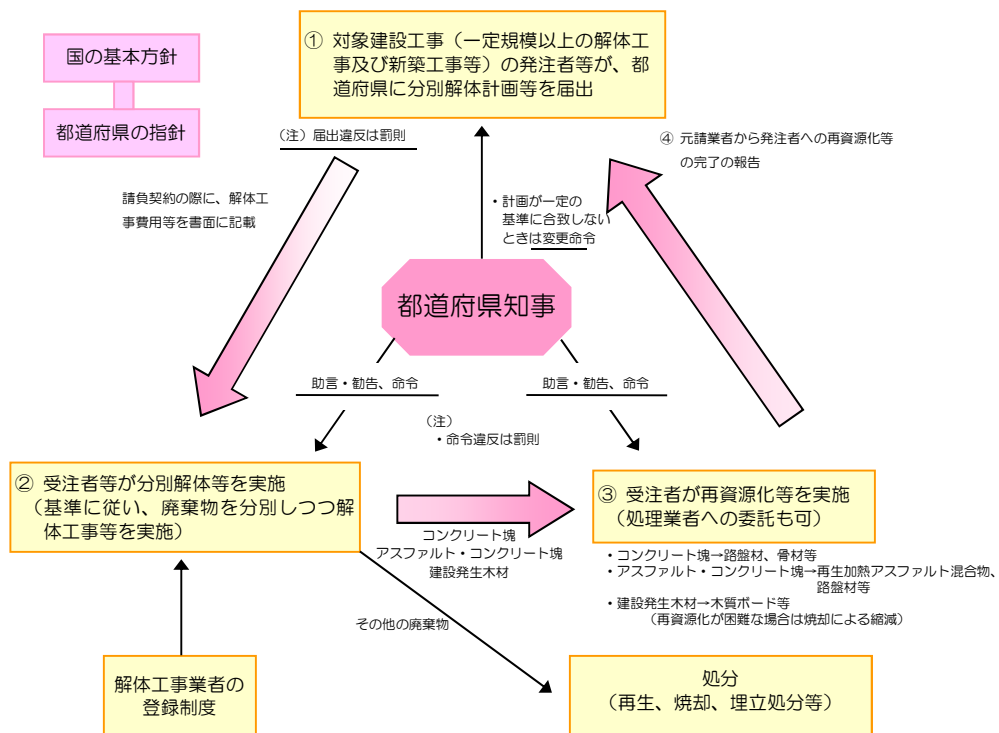 国の基本方針
都道府県の指針
① 対象建設工事（一定規模以上の解体工
事及び新築工事等）の発注者等が、都
道府県に分別解体計画等を届出
（注）届出違反は罰則
④ 元請業者から発注者への再資源化等
の完了の報告
請負契約の際に、解体工
事費用等を書面に記載
・計画が一定の
基準に合致しない
ときは変更命令
都道府県知事
助言・勧告、命令
助言・勧告、命令
（注）
・命令違反は罰則
② 受注者等が分別解体等を実施
（基準に従い、廃棄物を分別しつつ解
体工事等を実施）
③ 受注者が再資源化等を実施
（処理業者への委託も可）
コンクリート塊
アスファルト・コンクリート塊
建設発生木材
・コンクリート塊→路盤材、骨材等
・アスファルト・コンクリート塊→再生加熱アスファルト混合物、
路盤材等
・建設発生木材→木質ボード等
（再資源化が困難な場合は焼却による縮減）
その他の廃棄物
解体工事業者の
登録制度
処分
（再生、焼却、埋立処分等）